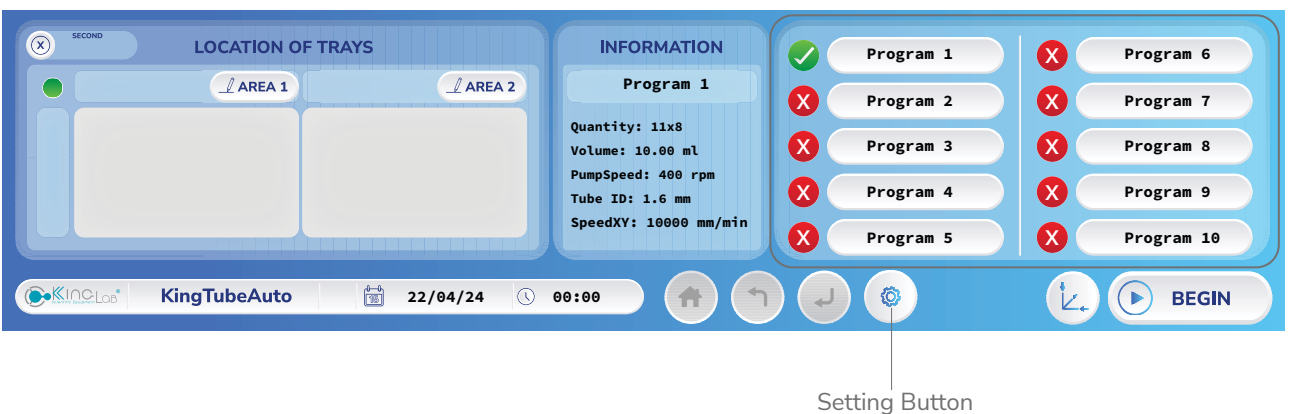 X
SECOND
LOCATION OF TRAYS
AREA 1
AREA 2
INFORMATION
Program 1
Quantity: 11x8
Volume: 10.00 ml
PumpSpeed: 400 rpm
Tube ID: 1.6 mm
SpeedXY: 10000 mm/min
Program 1
X Program 2
X Program 3
X Program 4
X Program 5
X Program 6
X Program 7
X Program 8
X Program 9
X Program 10
KingLab®
KingTubeAuto
15
22/04/24
00:00
BEGIN
Setting Button